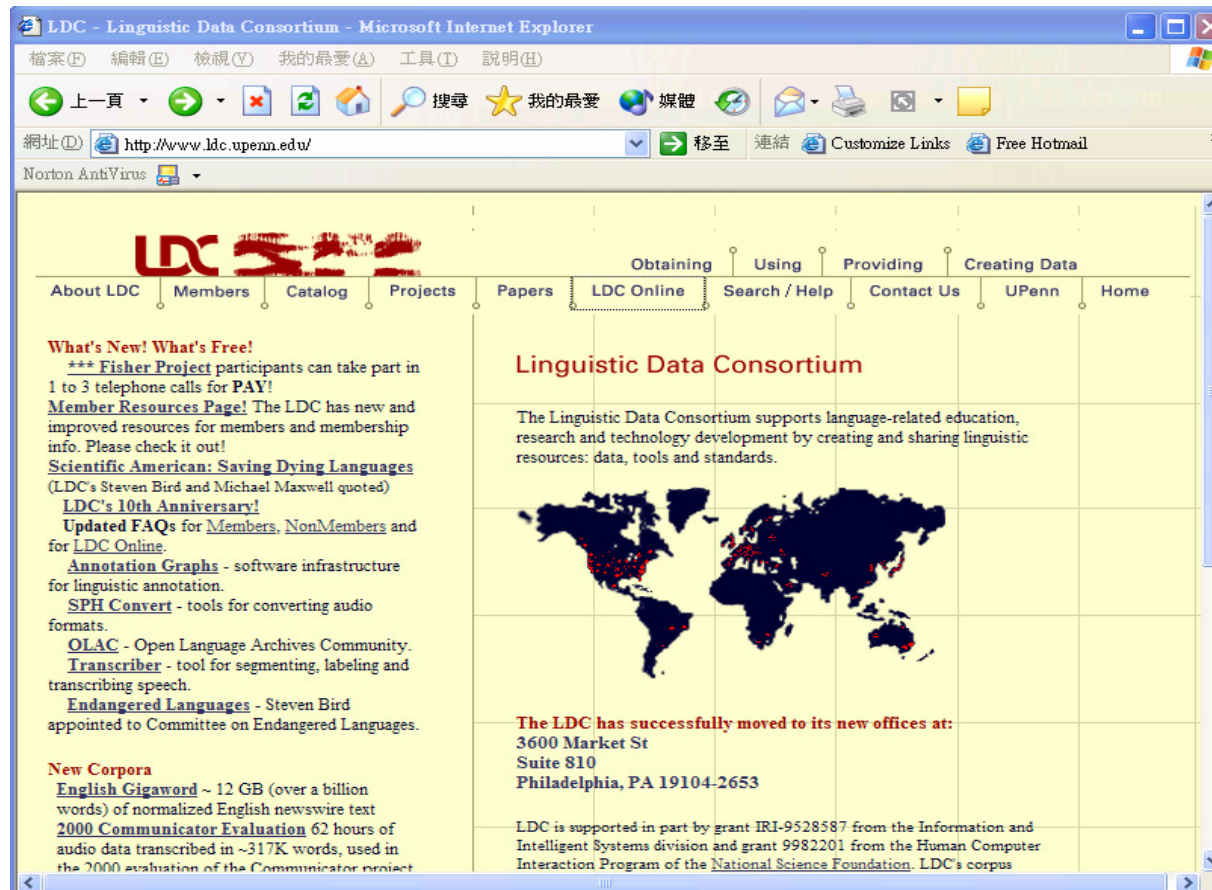 LDC - Linguistic Data Consortium - Microsoft Internet Explorer
檔案(F) 編輯(E) 檢視(V) 我的最愛(A) 工具(T) 說明(H)
上一頁 搜尋 我的最愛 媒體
網址(D) http://www.ldc.upenn.edu/ 移至 連結 Customize Links Free Hotmail
Norton AntiVirus
LDC
Obtaining Using Providing Creating Data
About LDC Members Catalog Projects Papers LDC Online Search / Help Contact Us UPenn Home
What's New! What's Free!
*** Fisher Project participants can take part in
1 to 3 telephone calls for PAY!
Member Resources Page! The LDC has new and
improved resources for members and membership
info. Please check it out!
Scientific American: Saving Dying Languages
(LDC's Steven Bird and Michael Maxwell quoted)
LDC's 10th Anniversary!
Updated FAQs for Members, NonMembers and
for LDC Online.
Annotation Graphs - software infrastructure
for linguistic annotation.
SPH Convert - tools for converting audio
formats.
OLAC - Open Language Archives Community.
Transcriber - tool for segmenting, labeling and
transcribing speech.
Endangered Languages - Steven Bird
appointed to Committee on Endangered Languages.
New Corpora
English Gigaword ~ 12 GB (over a billion
words) of normalized English newswire text
2000 Communicator Evaluation 62 hours of
audio data transcribed in ~317K words, used in
the 2000 evaluation of the Communicator project
Linguistic Data Consortium
The Linguistic Data Consortium supports language-related education,
research and technology development by creating and sharing linguistic
resources: data, tools and standards.
The LDC has successfully moved to its new offices at:
3600 Market St
Suite 810
Philadelphia, PA 19104-2653
LDC is supported in part by grant IRI-9528587 from the Information and
Intelligent Systems division and grant 9982201 from the Human Computer
Interaction Program of the National Science Foundation. LDC's corpus